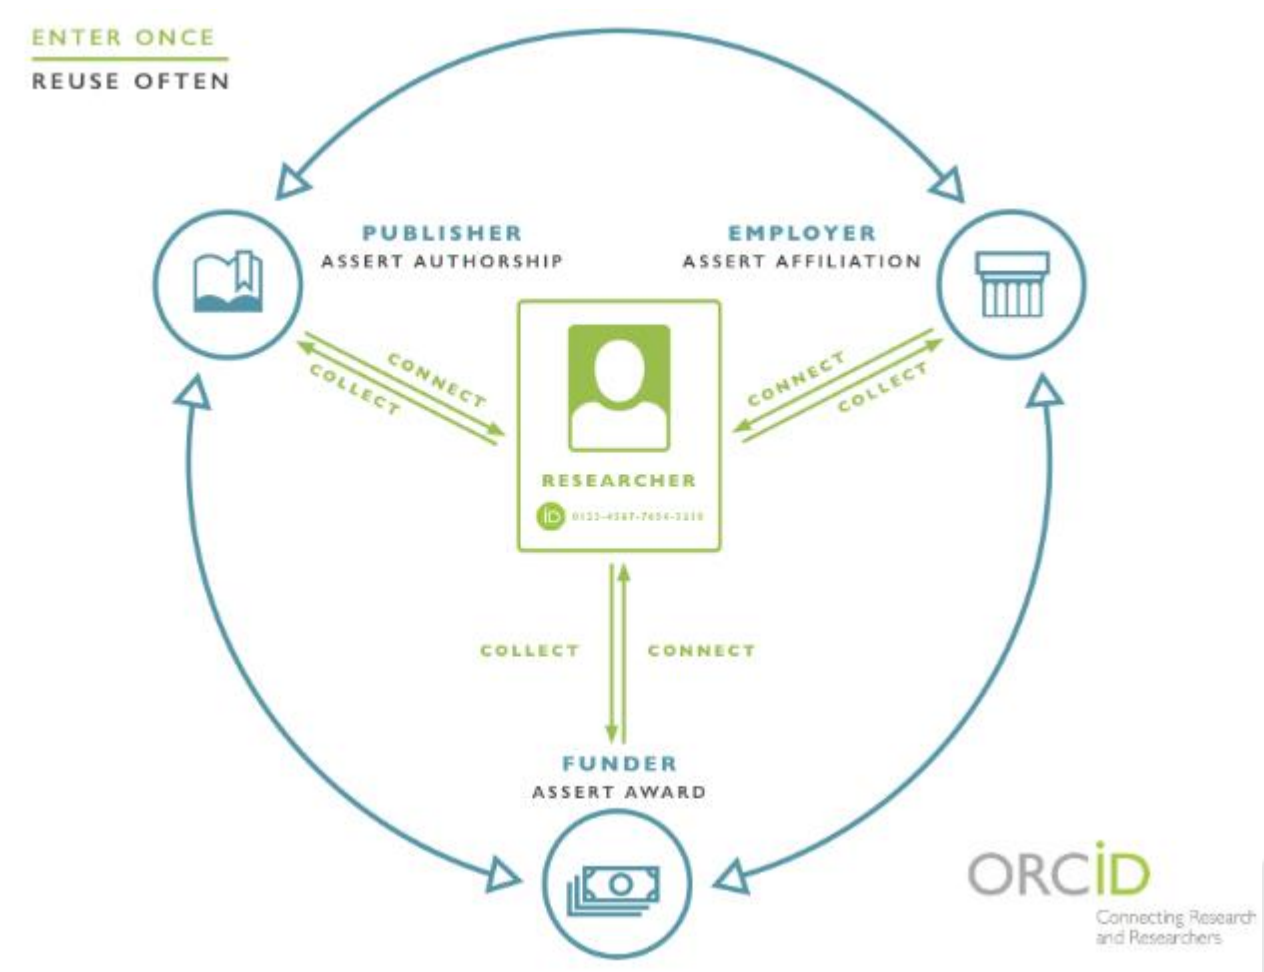 ENTER ONCE
REUSE OFTEN
PUBLISHER
ASSERT AUTHORSHIP
EMPLOYER
ASSERT AFFILIATION
CONNECT
COLLECT
CONNECT
COLLECT
RESEARCHER
iD
COLLECT
CONNECT
FUNDER
ASSERT AWARD
ORCiD
Connecting Research
and Researchers